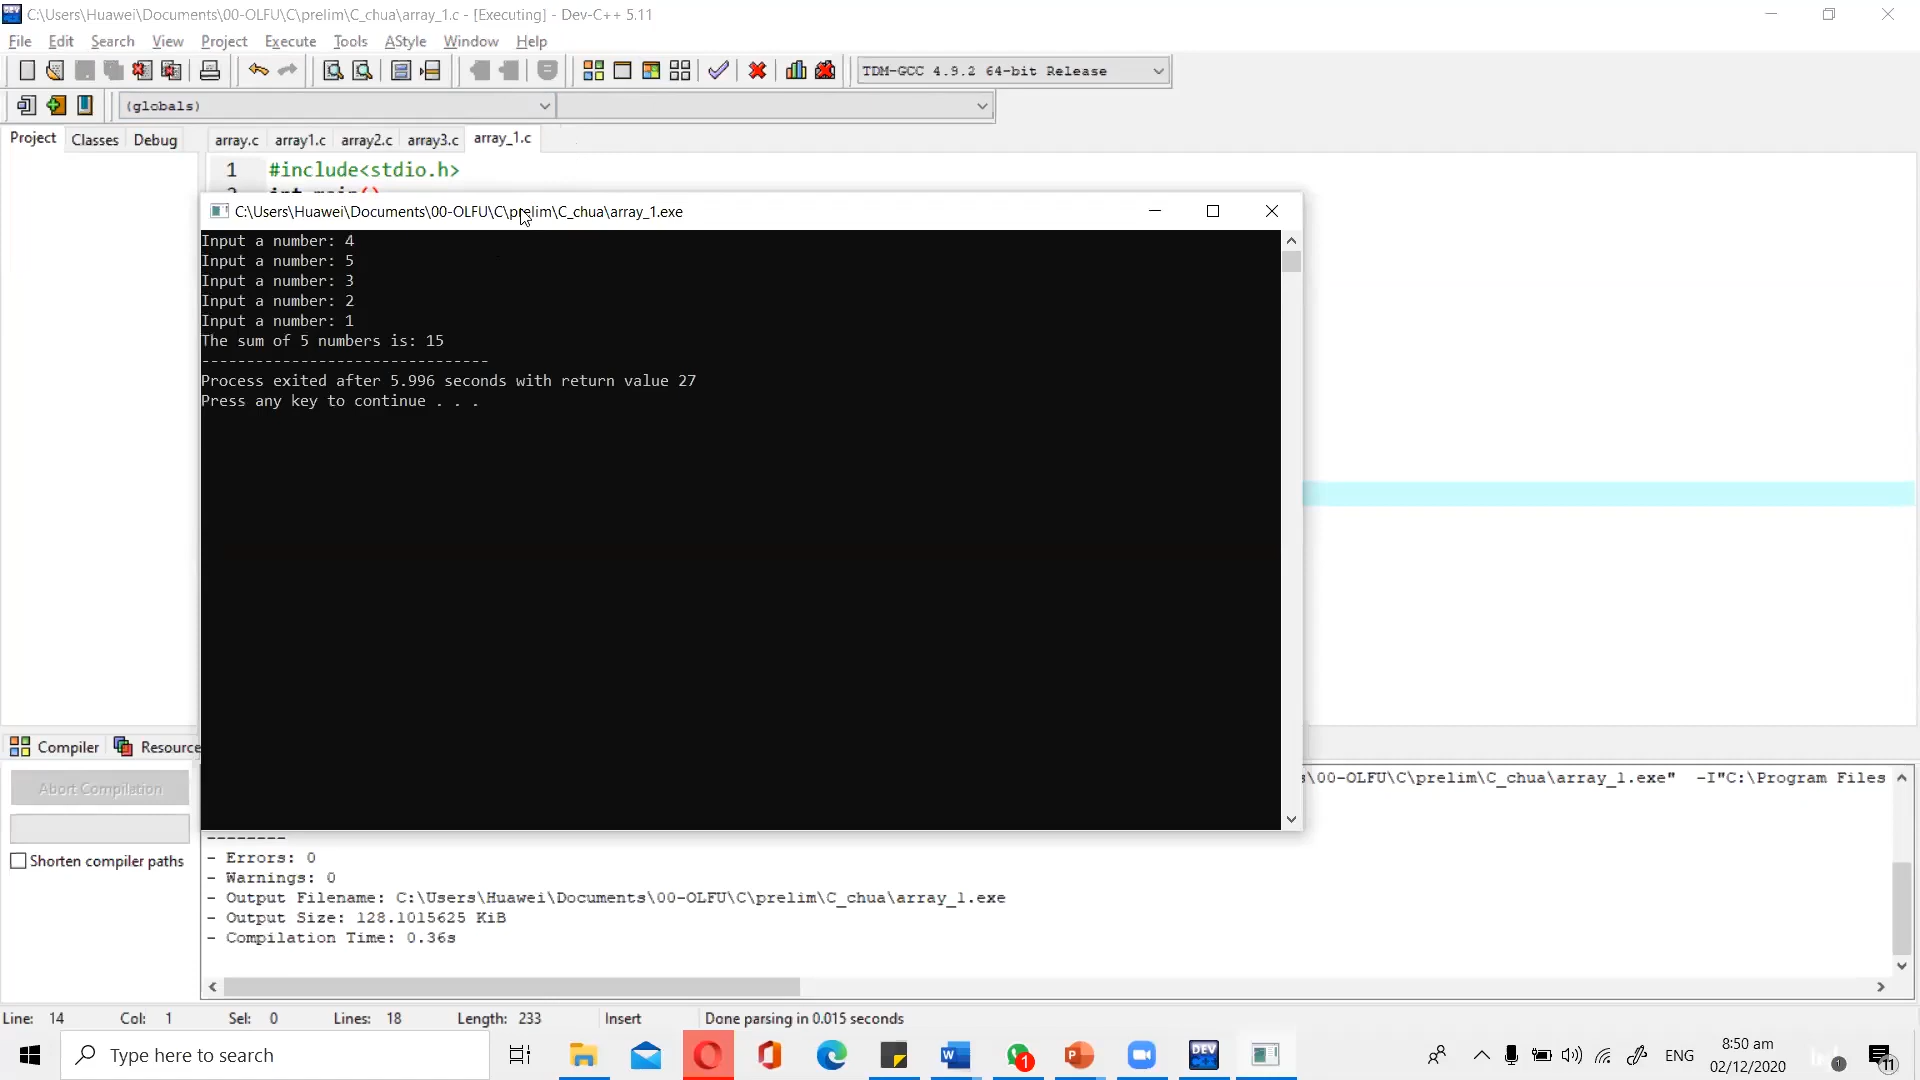 C:\Users\Huawei\Documents\00-OLFU\C\prelim\C_chua\array_1.c - [Executing] - Dev-C++ 5.11
File Edit Search View Project Execute Tools AStyle Window Help
TDM-GCC 4.9.2 64-bit Release
(globals)
Project Classes Debug array.c array1.c array2.c array3.c array_1.c
1 #include<stdio.h>
2 int main()
C:\Users\Huawei\Documents\00-OLFU\C\prelim\C_chua\array_1.exe
Input a number: 4
Input a number: 5
Input a number: 3
Input a number: 2
Input a number: 1
The sum of 5 numbers is: 15
--------------------------------
Process exited after 5.996 seconds with return value 27
Press any key to continue . . .
Compiler Resource
Abort Compilation
Shorten compiler paths
s\00-OLFU\C\prelim\C_chua\array_1.exe" -I"C:\Program Files
--------
- Errors: 0
- Warnings: 0
- Output Filename: C:\Users\Huawei\Documents\00-OLFU\C\prelim\C_chua\array_1.exe
- Output Size: 128.1015625 KiB
- Compilation Time: 0.36s
Line: 14 Col: 1 Sel: 0 Lines: 18 Length: 233 Insert Done parsing in 0.015 seconds
Type here to search
DEV
1
ENG
8:50 am
02/12/2020
1
11